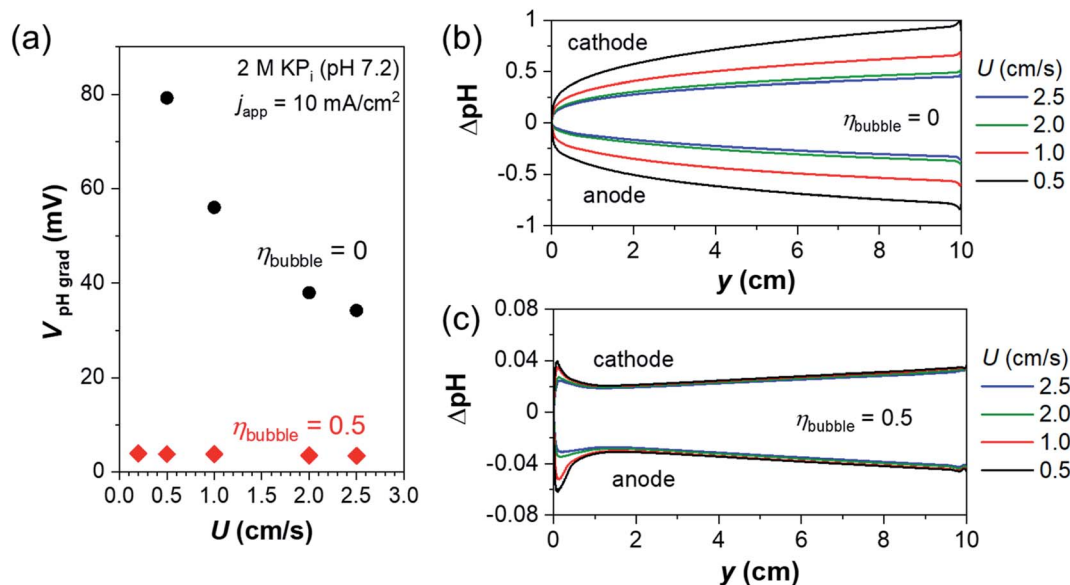 (a)
2 M KPi (pH 7.2)
japp = 10 mA/cm²
80
60
40
20
0
VpH grad (mV)
ηbubble = 0
ηbubble = 0.5
0.0 0.5 1.0 1.5 2.0 2.5 3.0
U (cm/s)
(b)
1
0.5
0
-0.5
-1
ΔpH
cathode
ηbubble = 0
anode
0 2 4 6 8 10
y (cm)
U (cm/s)
2.5
2.0
1.0
0.5
(c)
0.08
0.04
0
-0.04
-0.08
ΔpH
cathode
ηbubble = 0.5
anode
0 2 4 6 8 10
y (cm)
U (cm/s)
2.5
2.0
1.0
0.5